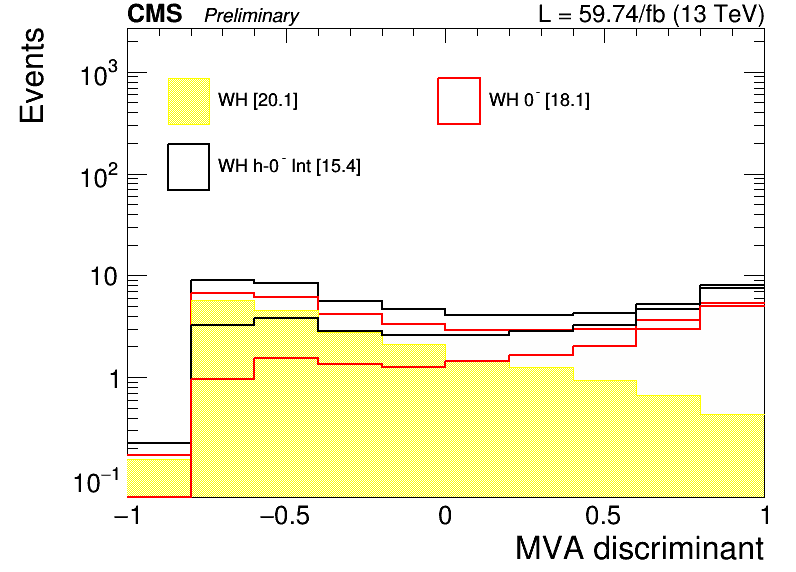 CMS Preliminary L = 59.74/fb (13 TeV)
Events
10³
WH [20.1] WH 0⁻ [18.1]
10²
WH h-0⁻ Int [15.4]
10
1
10⁻¹
−1 −0.5 0 0.5 1
MVA discriminant